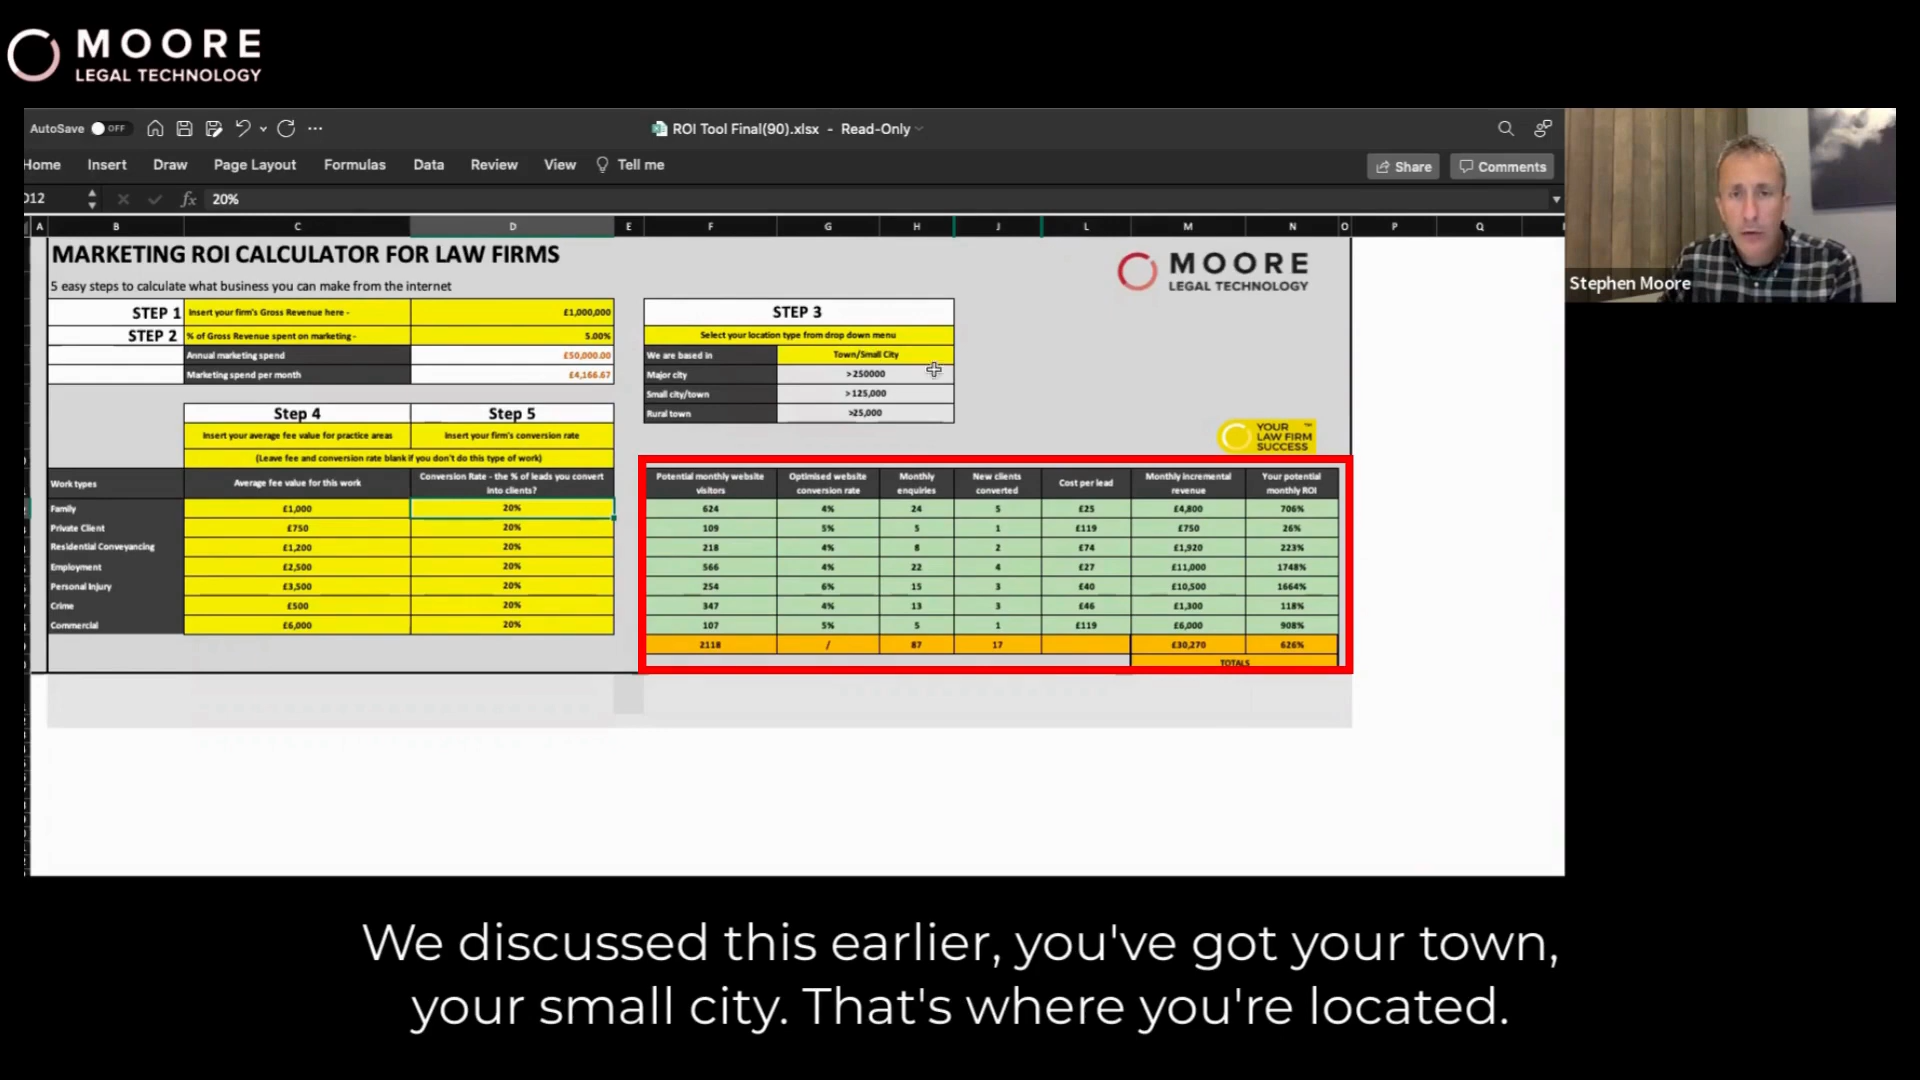 MOORE
LEGAL TECHNOLOGY
AutoSave OFF
ROI Tool Final(90).xlsx - Read-Only
Home Insert Draw Page Layout Formulas Data Review View Tell me
Share Comments
D12 fx 20%
A B C D E F G H J L M N O P Q
MARKETING ROI CALCULATOR FOR LAW FIRMS
5 easy steps to calculate what business you can make from the internet
STEP 1 Insert your firm's Gross Revenue here - £1,000,000
STEP 2 % of Gross Revenue spent on marketing - 5.00%
Annual marketing spend £50,000.00
Marketing spend per month £4,166.67
STEP 3
Select your location type from drop down menu
We are based in Town/Small City
Major city >250000
Small city/town >125,000
Rural town >25,000
MOORE
LEGAL TECHNOLOGY
Stephen Moore
YOUR ™
LAW FIRM
SUCCESS
Step 4 Step 5
Insert your average fee value for practice areas Insert your firm's conversion rate
(Leave fee and conversion rate blank if you don't do this type of work)
Work types Average fee value for this work Conversion Rate - the % of leads you convert into clients?
Family £1,000 20%
Private Client £750 20%
Residential Conveyancing £1,200 20%
Employment £2,500 20%
Personal Injury £3,500 20%
Crime £500 20%
Commercial £6,000 20%
Potential monthly website visitors Optimised website conversion rate Monthly enquiries New clients converted Cost per lead Monthly incremental revenue Your potential monthly ROI
624 4% 24 5 £25 £4,800 706%
109 5% 5 1 £119 £750 26%
218 4% 8 2 £74 £1,920 223%
566 4% 22 4 £27 £11,000 1748%
254 6% 15 3 £40 £10,500 1664%
347 4% 13 3 £46 £1,300 118%
107 5% 5 1 £119 £6,000 908%
2118 / 87 17 £30,270 626%
TOTALS
We discussed this earlier, you've got your town,
your small city. That's where you're located.